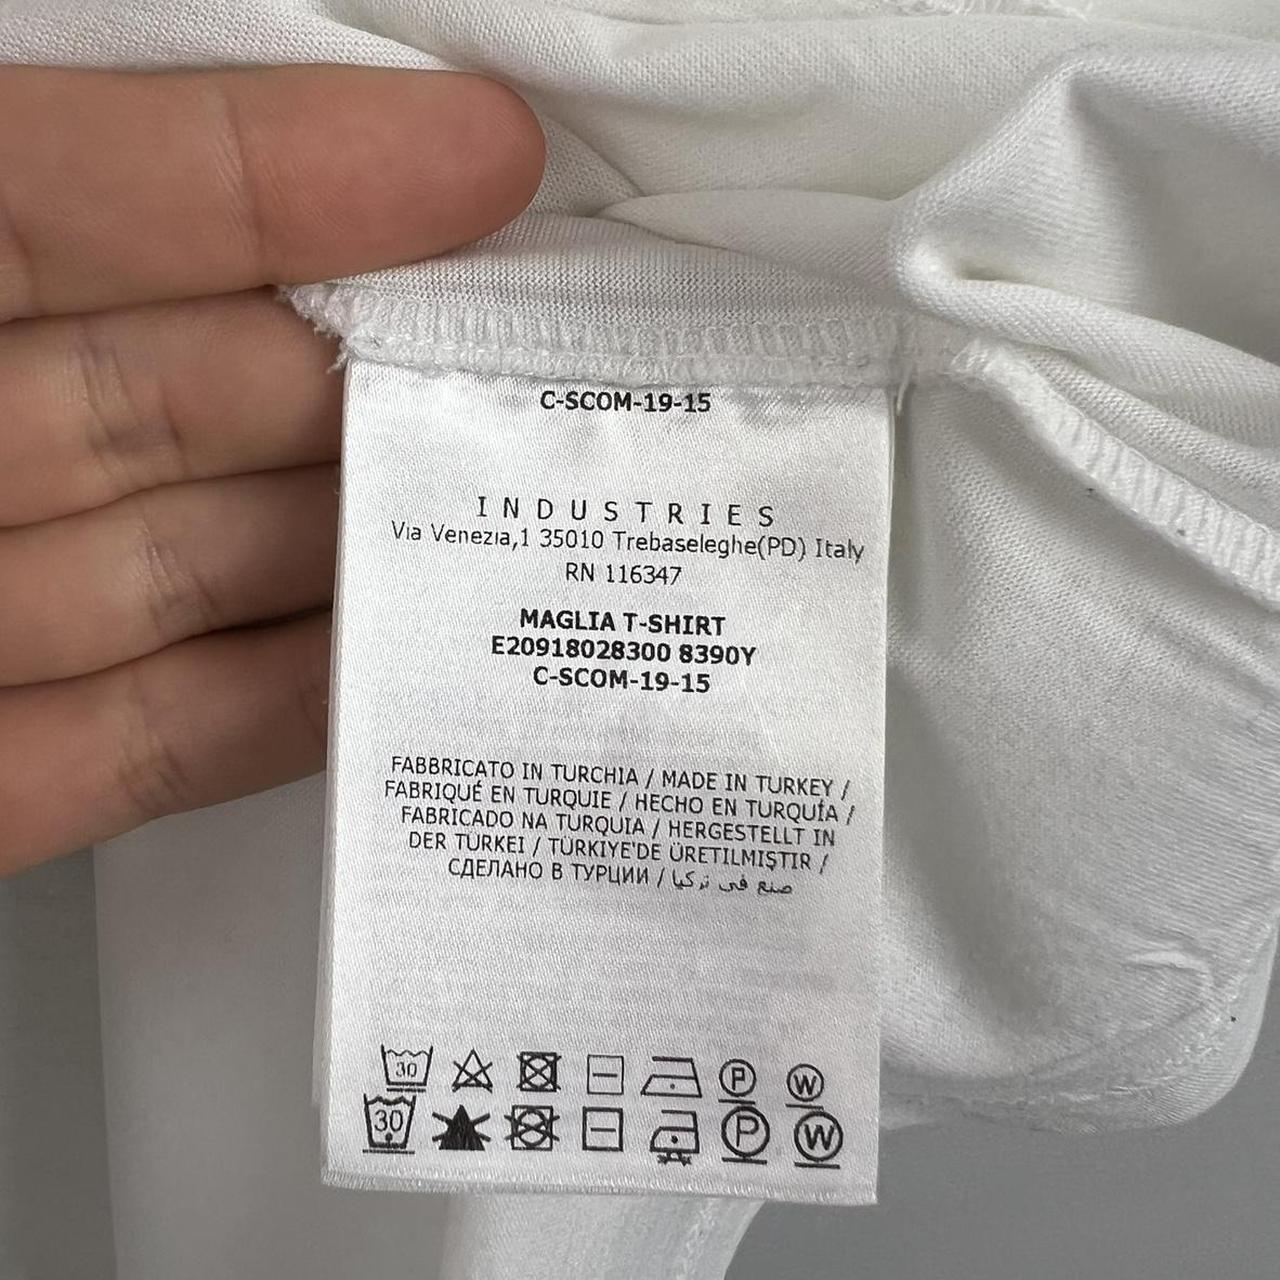 C-SCOM-19-15
INDUSTRIES
Via Venezia,1 35010 Trebaseleghe(PD) Italy
RN 116347
MAGLIA T-SHIRT
E20918028300 8390Y
C-SCOM-19-15
FABBRICATO IN TURCHIA / MADE IN TURKEY /
FABRIQUÉ EN TURQUIE / HECHO EN TURQUÍA /
FABRICADO NA TURQUIA / HERGESTELLT IN
DER TÜRKEI / TÜRKIYE'DE ÜRETILMIŞTIR /
СДЕЛАНО В ТУРЦИИ / صنع في تركيا
30 P W
30 P W